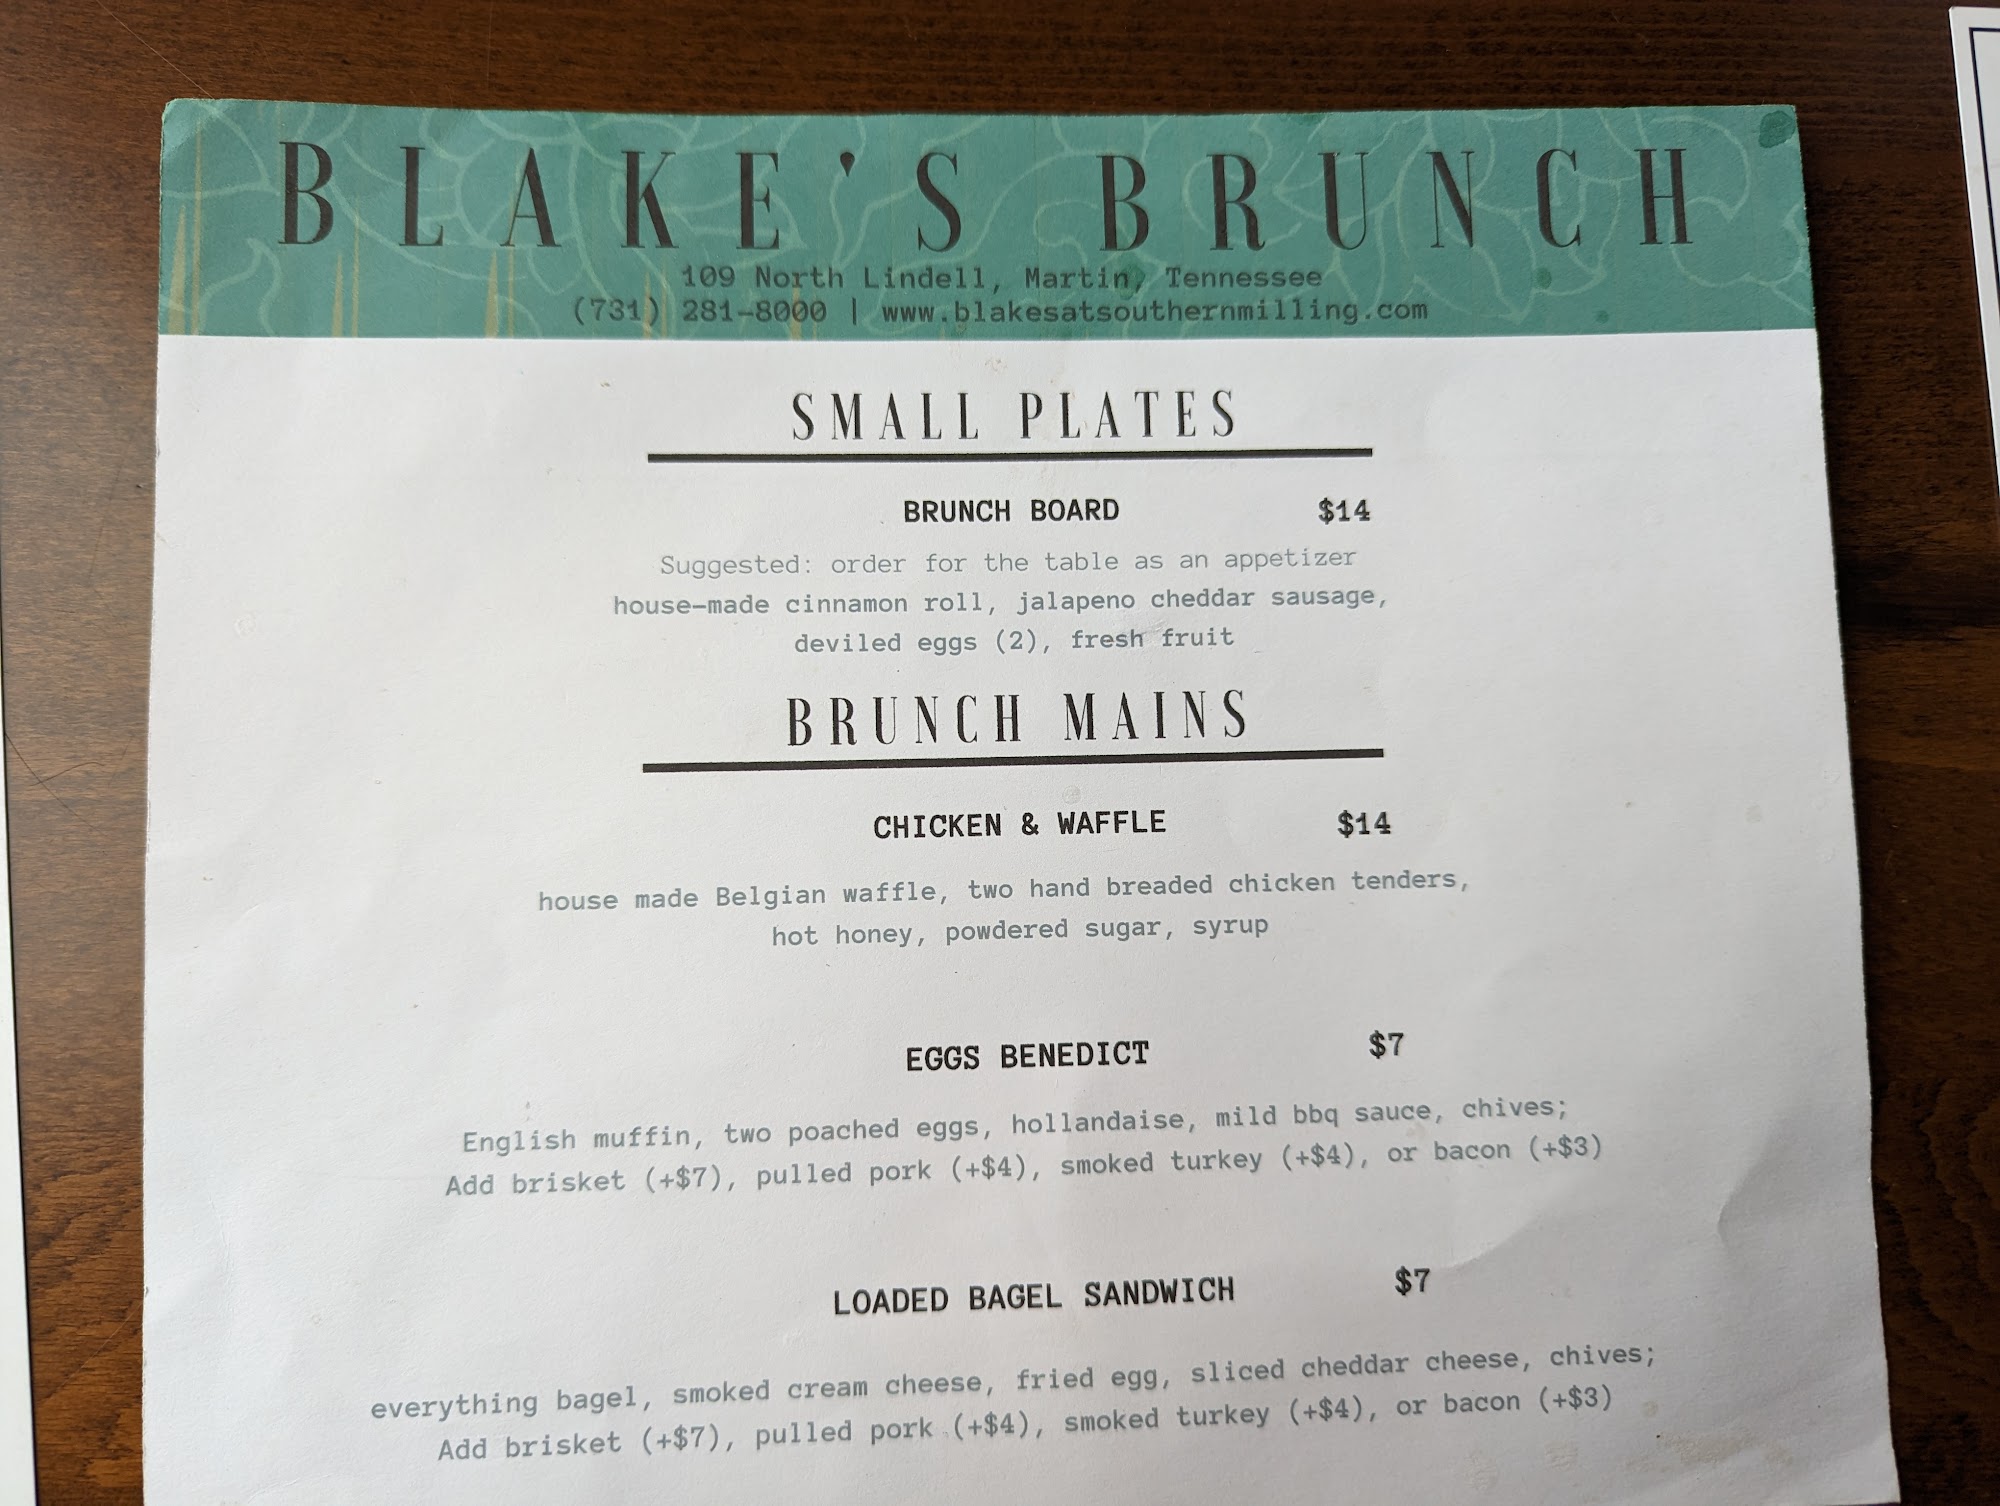 BLAKE'S BRUNCH
109 North Lindell, Martin, Tennessee
(731) 281-8000 | www.blakesatsouthernmilling.com
SMALL PLATES
BRUNCH BOARD $14
Suggested: order for the table as an appetizer
house-made cinnamon roll, jalapeno cheddar sausage,
deviled eggs (2), fresh fruit
BRUNCH MAINS
CHICKEN & WAFFLE $14
house made Belgian waffle, two hand breaded chicken tenders,
hot honey, powdered sugar, syrup
EGGS BENEDICT $7
English muffin, two poached eggs, hollandaise, mild bbq sauce, chives;
Add brisket (+$7), pulled pork (+$4), smoked turkey (+$4), or bacon (+$3)
LOADED BAGEL SANDWICH $7
everything bagel, smoked cream cheese, fried egg, sliced cheddar cheese, chives;
Add brisket (+$7), pulled pork (+$4), smoked turkey (+$4), or bacon (+$3)